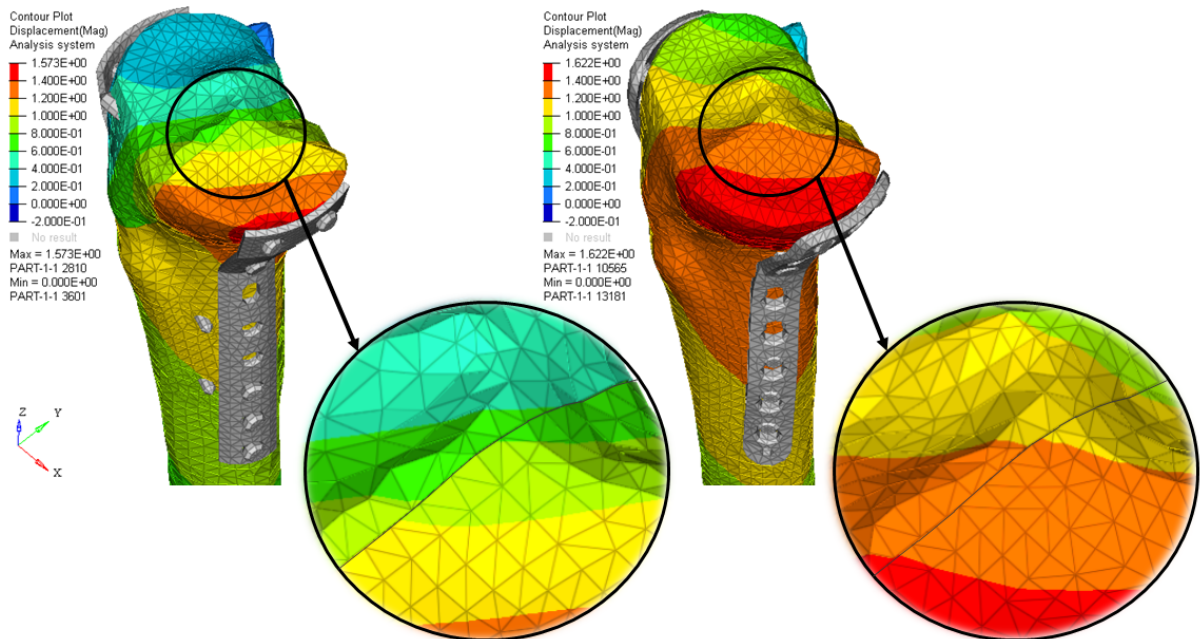 Contour Plot
Displacement(Mag)
Analysis system
1.573E+00
1.400E+00
1.200E+00
1.000E+00
8.000E-01
6.000E-01
4.000E-01
2.000E-01
0.000E+00
-2.000E-01
No result
Max = 1.573E+00
PART-1-1 2810
Min = 0.000E+00
PART-1-1 3601
Z
Y
X
Contour Plot
Displacement(Mag)
Analysis system
1.622E+00
1.400E+00
1.200E+00
1.000E+00
8.000E-01
6.000E-01
4.000E-01
2.000E-01
0.000E+00
-2.000E-01
No result
Max = 1.622E+00
PART-1-1 10565
Min = 0.000E+00
PART-1-1 13181